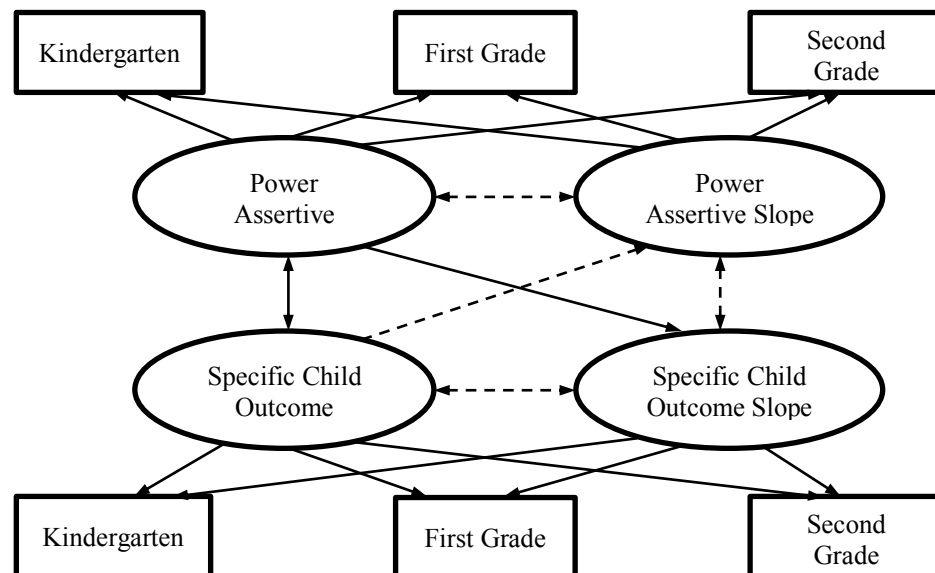 Kindergarten
First Grade
Second
Grade
Power
Assertive
Power
Assertive Slope
Specific Child
Outcome
Specific Child
Outcome Slope
Kindergarten
First Grade
Second
Grade